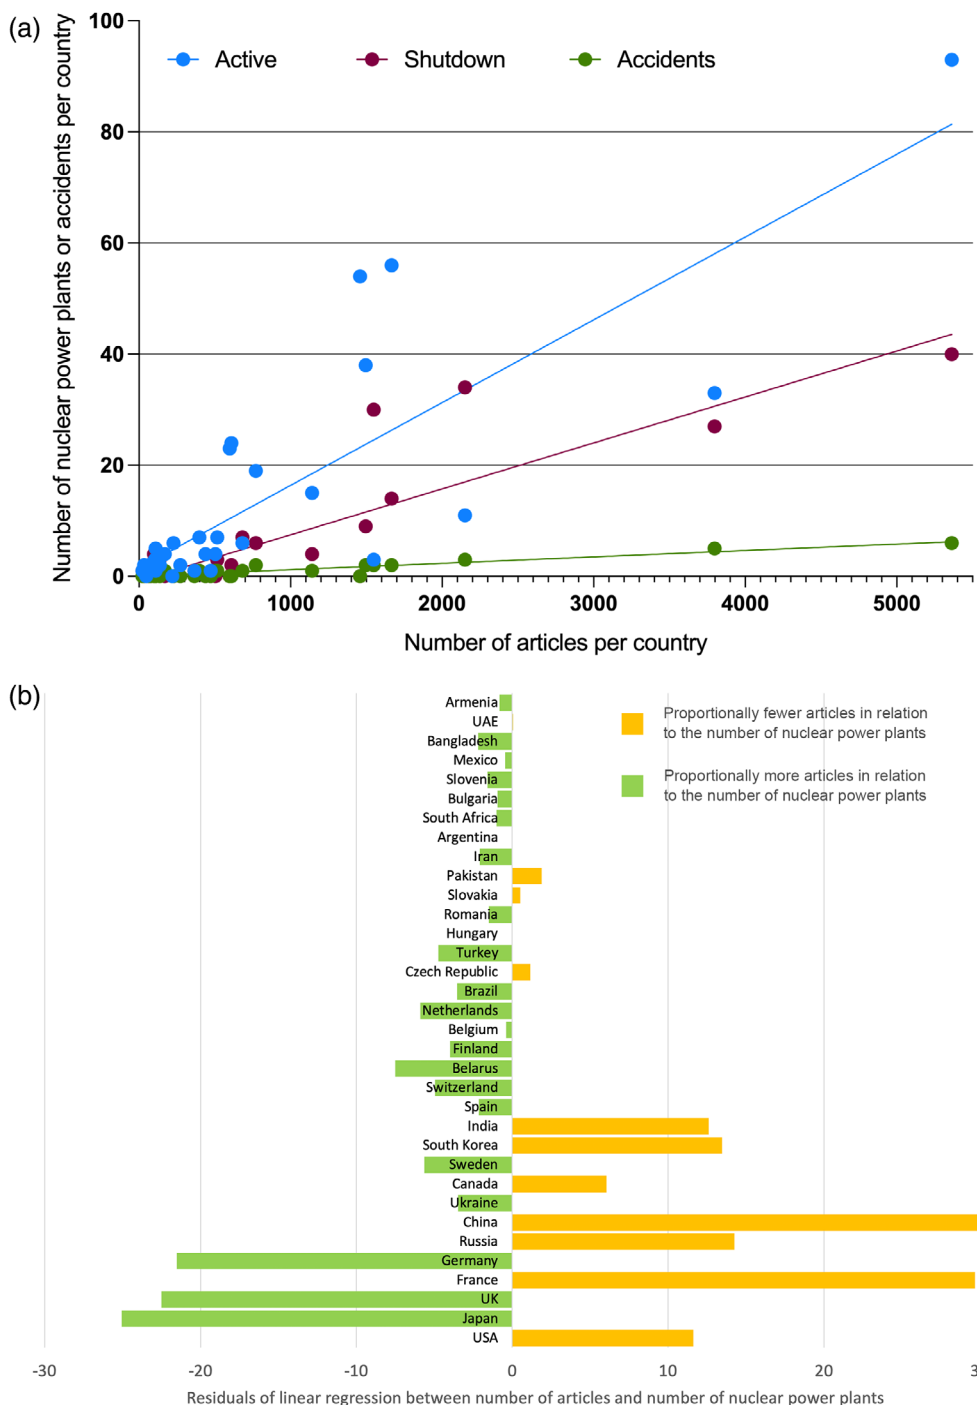 (a)
Number of nuclear power plants or accidents per country
100
80
60
40
20
0
Active
Shutdown
Accidents
0 1000 2000 3000 4000 5000
Number of articles per country
(b)
Armenia
UAE
Bangladesh
Mexico
Slovenia
Bulgaria
South Africa
Argentina
Iran
Pakistan
Slovakia
Romania
Hungary
Turkey
Czech Republic
Brazil
Netherlands
Belgium
Finland
Belarus
Switzerland
Spain
India
South Korea
Sweden
Canada
Ukraine
China
Russia
Germany
France
UK
Japan
USA
Proportionally fewer articles in relation
to the number of nuclear power plants
Proportionally more articles in relation
to the number of nuclear power plants
-30 -20 -10 0 10 20 3
Residuals of linear regression between number of articles and number of nuclear power plants